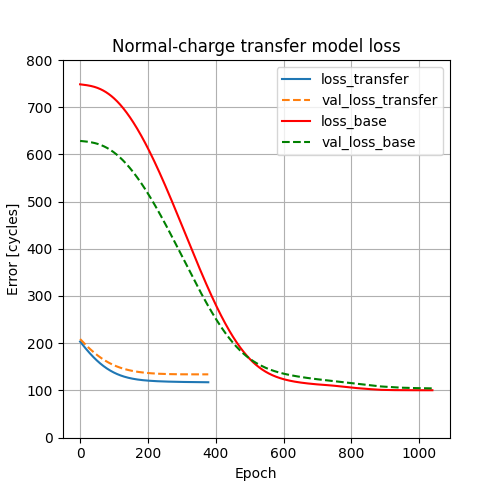 Normal-charge transfer model loss
loss_transfer
val_loss_transfer
loss_base
val_loss_base
Error [cycles]
800
700
600
500
400
300
200
100
0
0 200 400 600 800 1000
Epoch